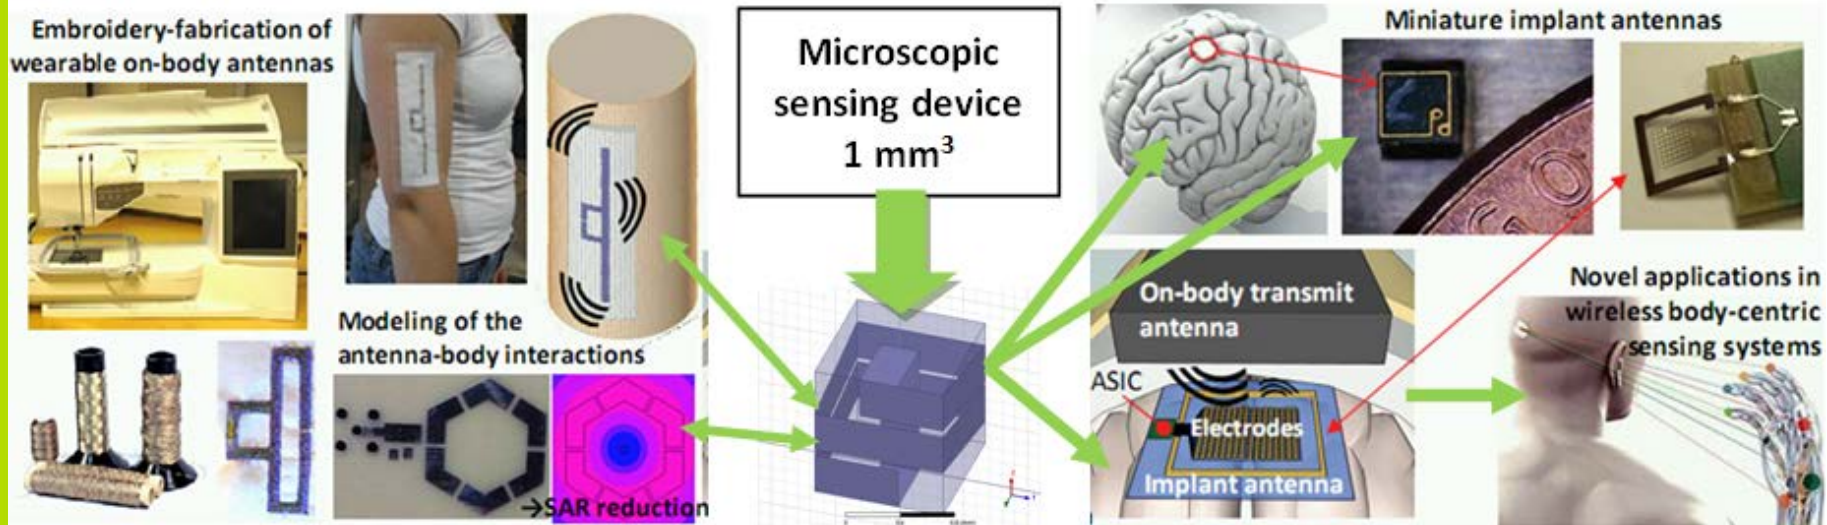 Embroidery-fabrication of
wearable on-body antennas
Modeling of the
antenna-body interactions
→SAR reduction
Microscopic
sensing device
1 mm³
Miniature implant antennas
On-body transmit
antenna
ASIC
Electrodes
Implant antenna
Novel applications in
wireless body-centric
sensing systems